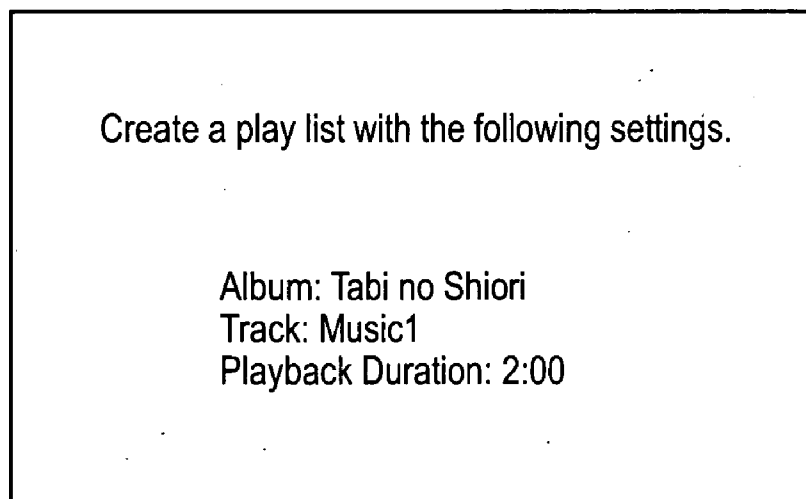 Create a play list with the following settings.
Album: Tabi no Shiori
Track: Music1
Playback Duration: 2:00